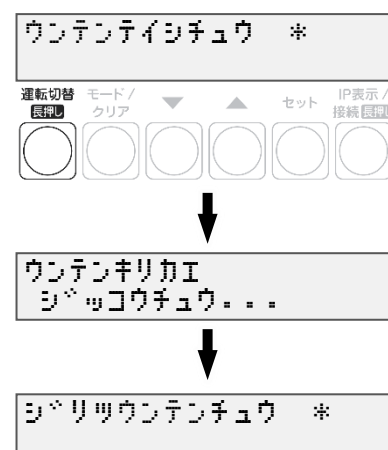 ウンテンテイシチュウ *
運転切替 モード / ▼ ▲ セット IP表示 /
長押し クリア 接続 長押し
ウンテンキリカエ
ジッコウチュウ...
ジリツウンテンチュウ *